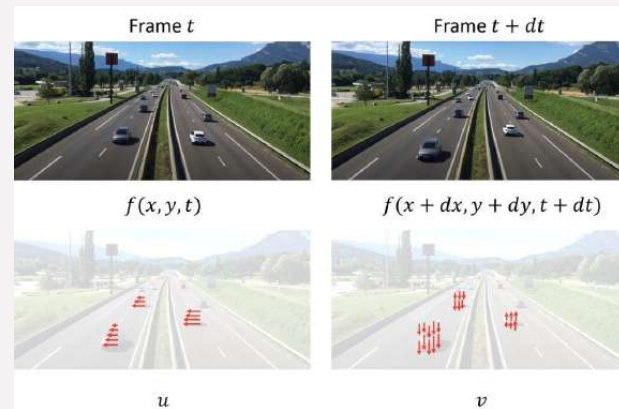 Frame t
Frame t + dt
f(x, y, t)
f(x + dx, y + dy, t + dt)
u
v